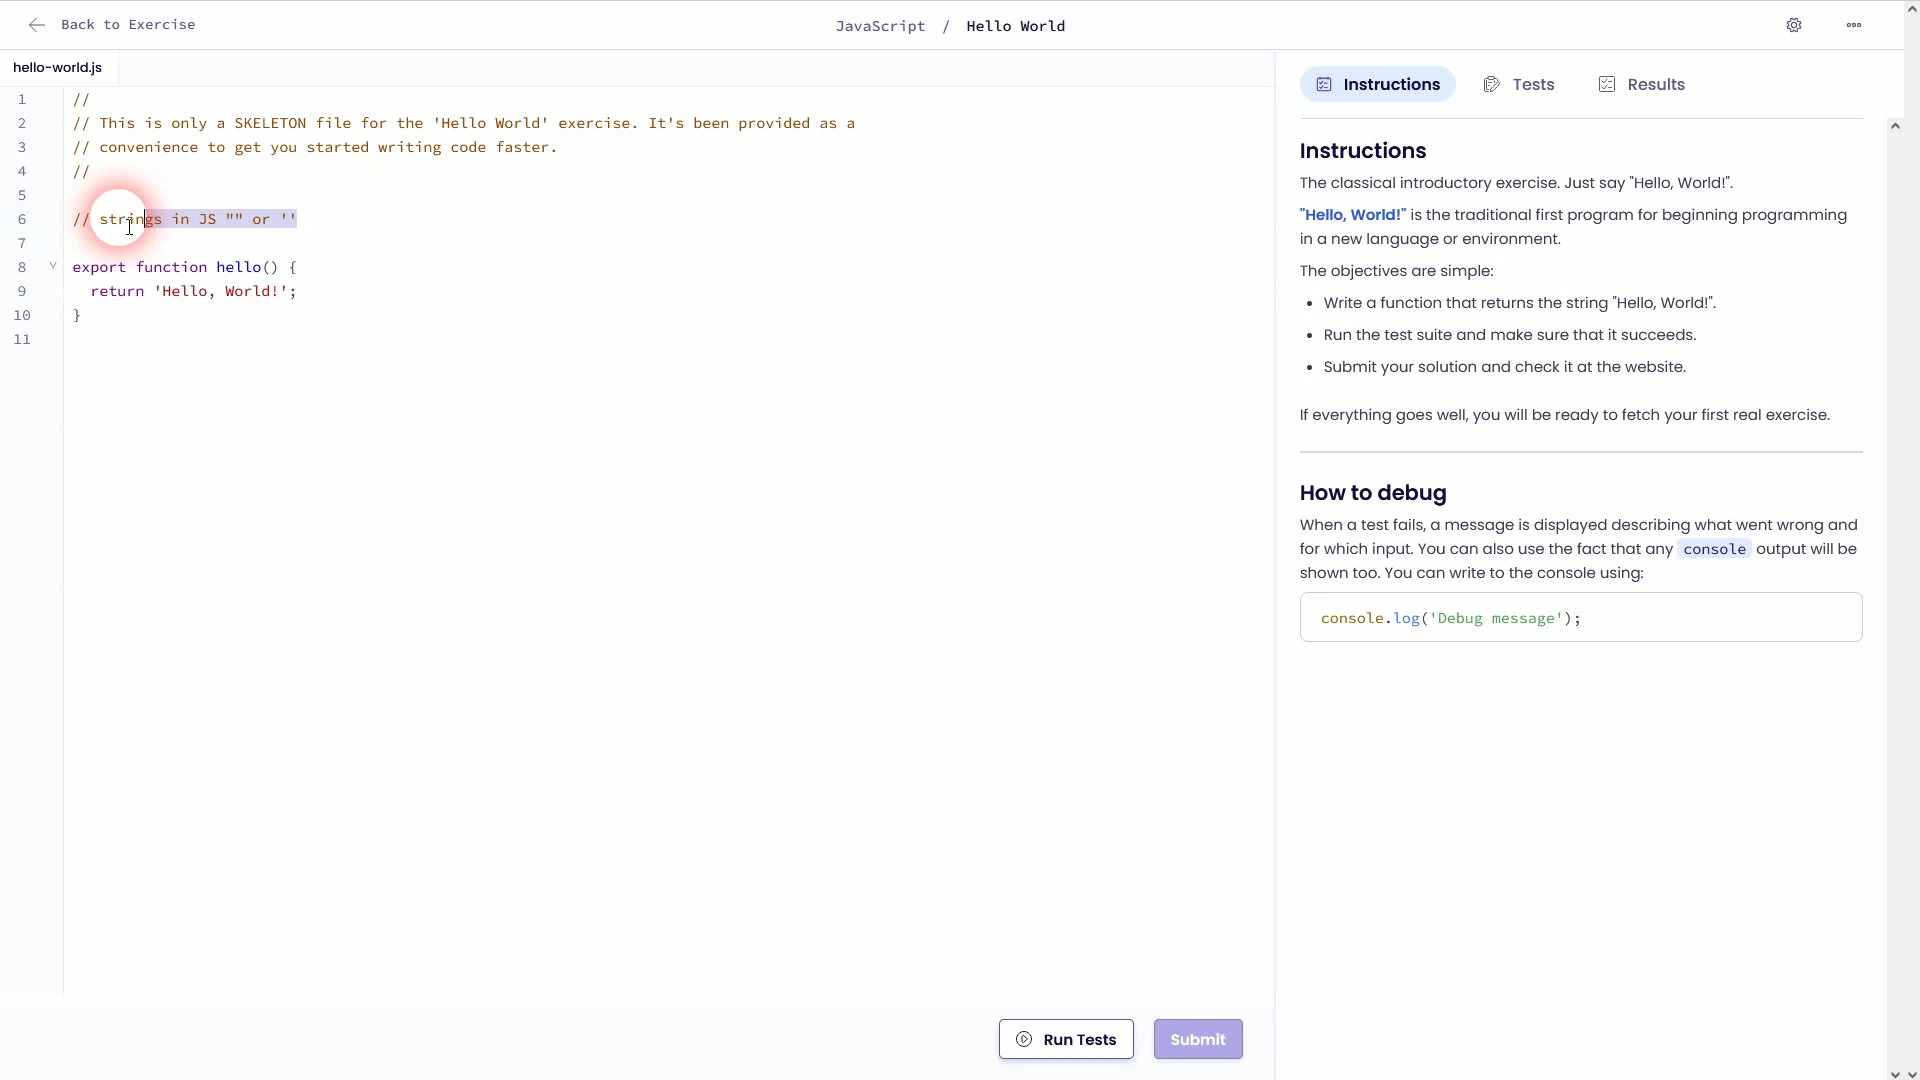 Back to Exercise
JavaScript / Hello World
hello-world.js
1 //
2 // This is only a SKELETON file for the 'Hello World' exercise. It's been provided as a
3 // convenience to get you started writing code faster.
4 //
5
6 // strings in JS "" or ''
7
8 export function hello() {
9 return 'Hello, World!';
10 }
11
Run Tests
Submit
Instructions
Tests
Results
Instructions
The classical introductory exercise. Just say "Hello, World!".
"Hello, World!" is the traditional first program for beginning programming
in a new language or environment.
The objectives are simple:
• Write a function that returns the string "Hello, World!".
• Run the test suite and make sure that it succeeds.
• Submit your solution and check it at the website.
If everything goes well, you will be ready to fetch your first real exercise.
How to debug
When a test fails, a message is displayed describing what went wrong and
for which input. You can also use the fact that any console output will be
shown too. You can write to the console using:
console.log('Debug message');